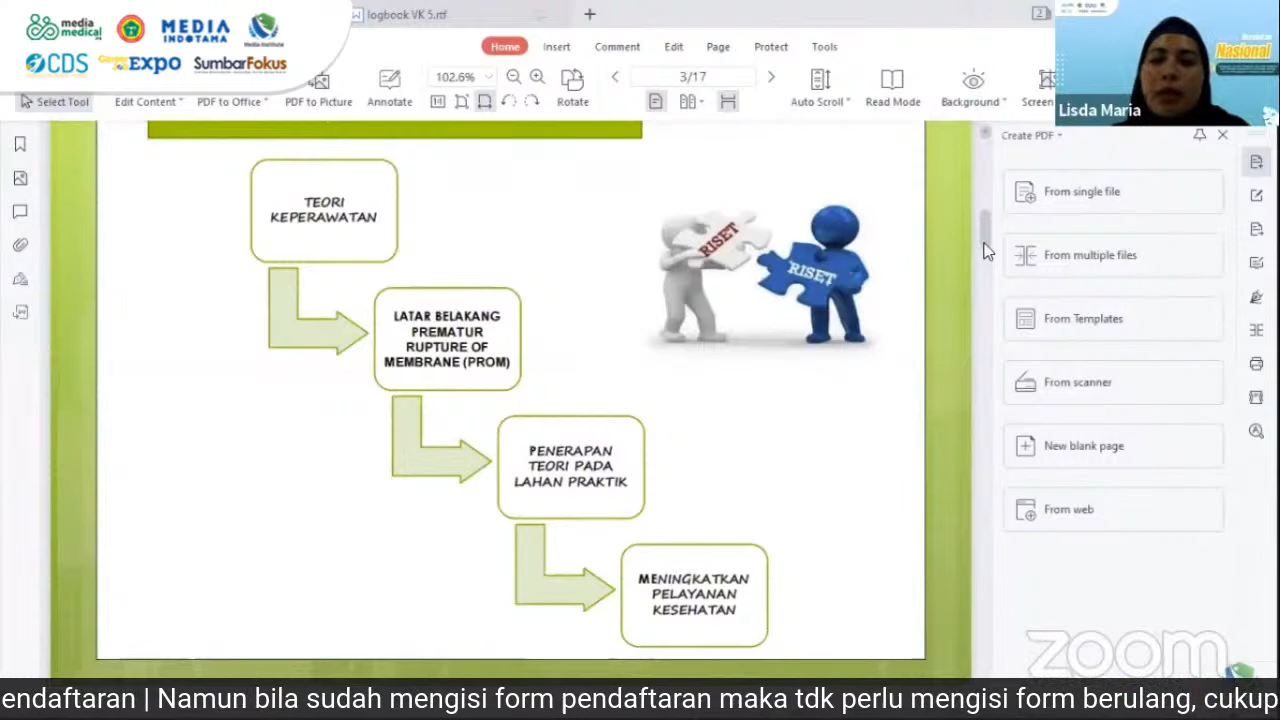 media
medical
MEDIA
INDOTAMA
Media Institute
CDS
Expo
SumbarFokus
logbook VK 5.rtf
Home
Insert
Comment
Edit
Page
Protect
Tools
102.6%
3/17
Select Tool
Edit Content
PDF to Office
PDF to Picture
Annotate
Rotate
Auto Scroll
Read Mode
Background
Screen
Nasional
Lisda Maria
Create PDF
From single file
From multiple files
From Templates
From scanner
New blank page
From web
TEORI
KEPERAWATAN
RISET
RISET
LATAR BELAKANG
PREMATUR
RUPTURE OF
MEMBRANE (PROM)
PENERAPAN
TEORI PADA
LAHAN PRAKTIK
MENINGKATKAN
PELAYANAN
KESEHATAN
zoom
endaftaran | Namun bila sudah mengisi form pendaftaran maka tdk perlu mengisi form berulang, cukup